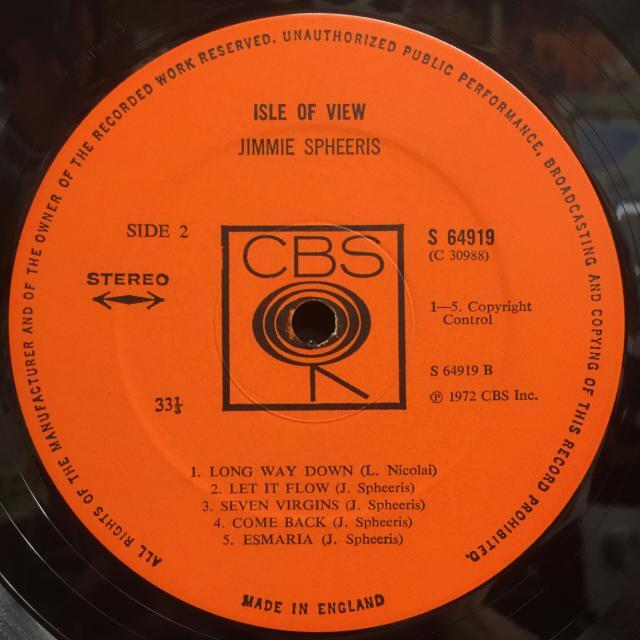 ALL RIGHTS OF THE MANUFACTURER AND OF THE OWNER OF THE RECORDED WORK RESERVED. UNAUTHORIZED PUBLIC PERFORMANCE, BROADCASTING AND COPYING OF THIS RECORD PROHIBITED.
ISLE OF VIEW
JIMMIE SPHEERIS
SIDE 2
STEREO
33⅓
CBS
S 64919
(C 30988)
1—5. Copyright
Control
S 64919 B
℗ 1972 CBS Inc.
1. LONG WAY DOWN (L. Nicolai)
2. LET IT FLOW (J. Spheeris)
3. SEVEN VIRGINS (J. Spheeris)
4. COME BACK (J. Spheeris)
5. ESMARIA (J. Spheeris)
MADE IN ENGLAND